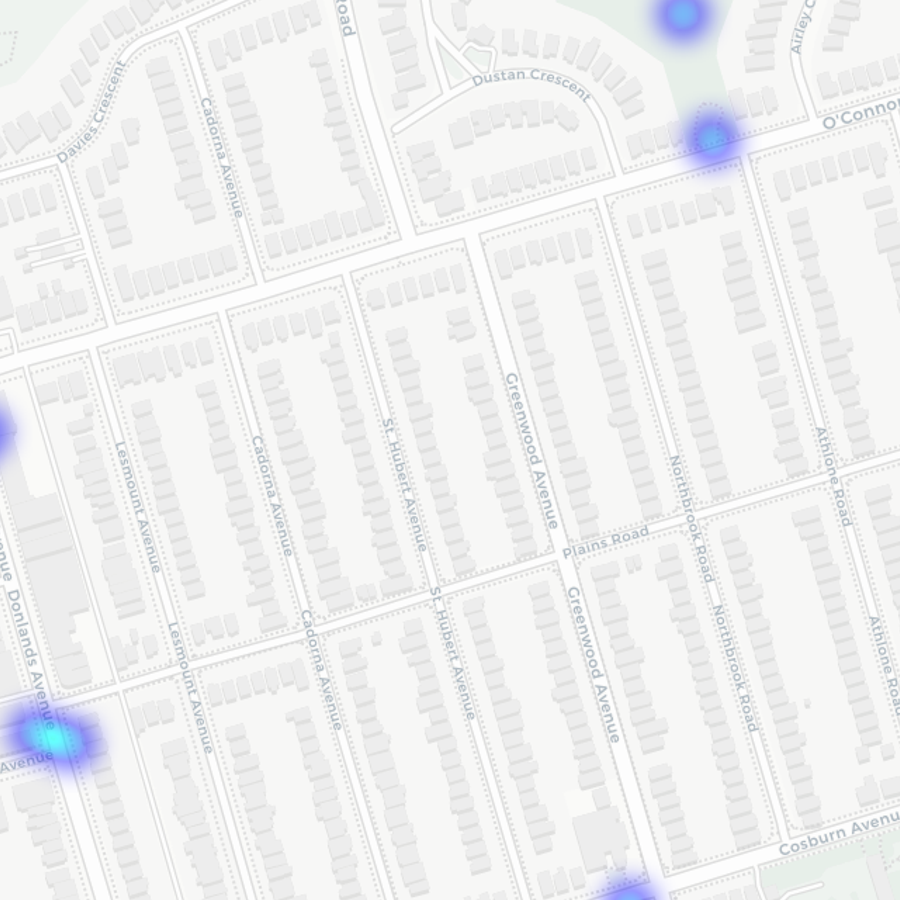 Road
Airley C
Dustan Crescent
O'Connor
Davies Crescent
Cadorna Avenue
Greenwood Avenue
St. Hubert Avenue
Athlone Road
Lesmount Avenue
Cadorna Avenue
Northbrook Road
Plains Road
enue
Donlands Avenue
St. Hubert Avenue
Greenwood Avenue
Northbrook Road
Cadorna Avenue
Lesmount Avenue
Athlone Road
Avenue
Cosburn Avenu